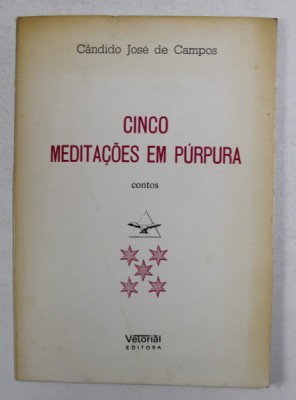 Cândido José de Campos
CINCO
MEDITAÇÕES EM PÚRPURA
contos
Vetorial
EDITORA